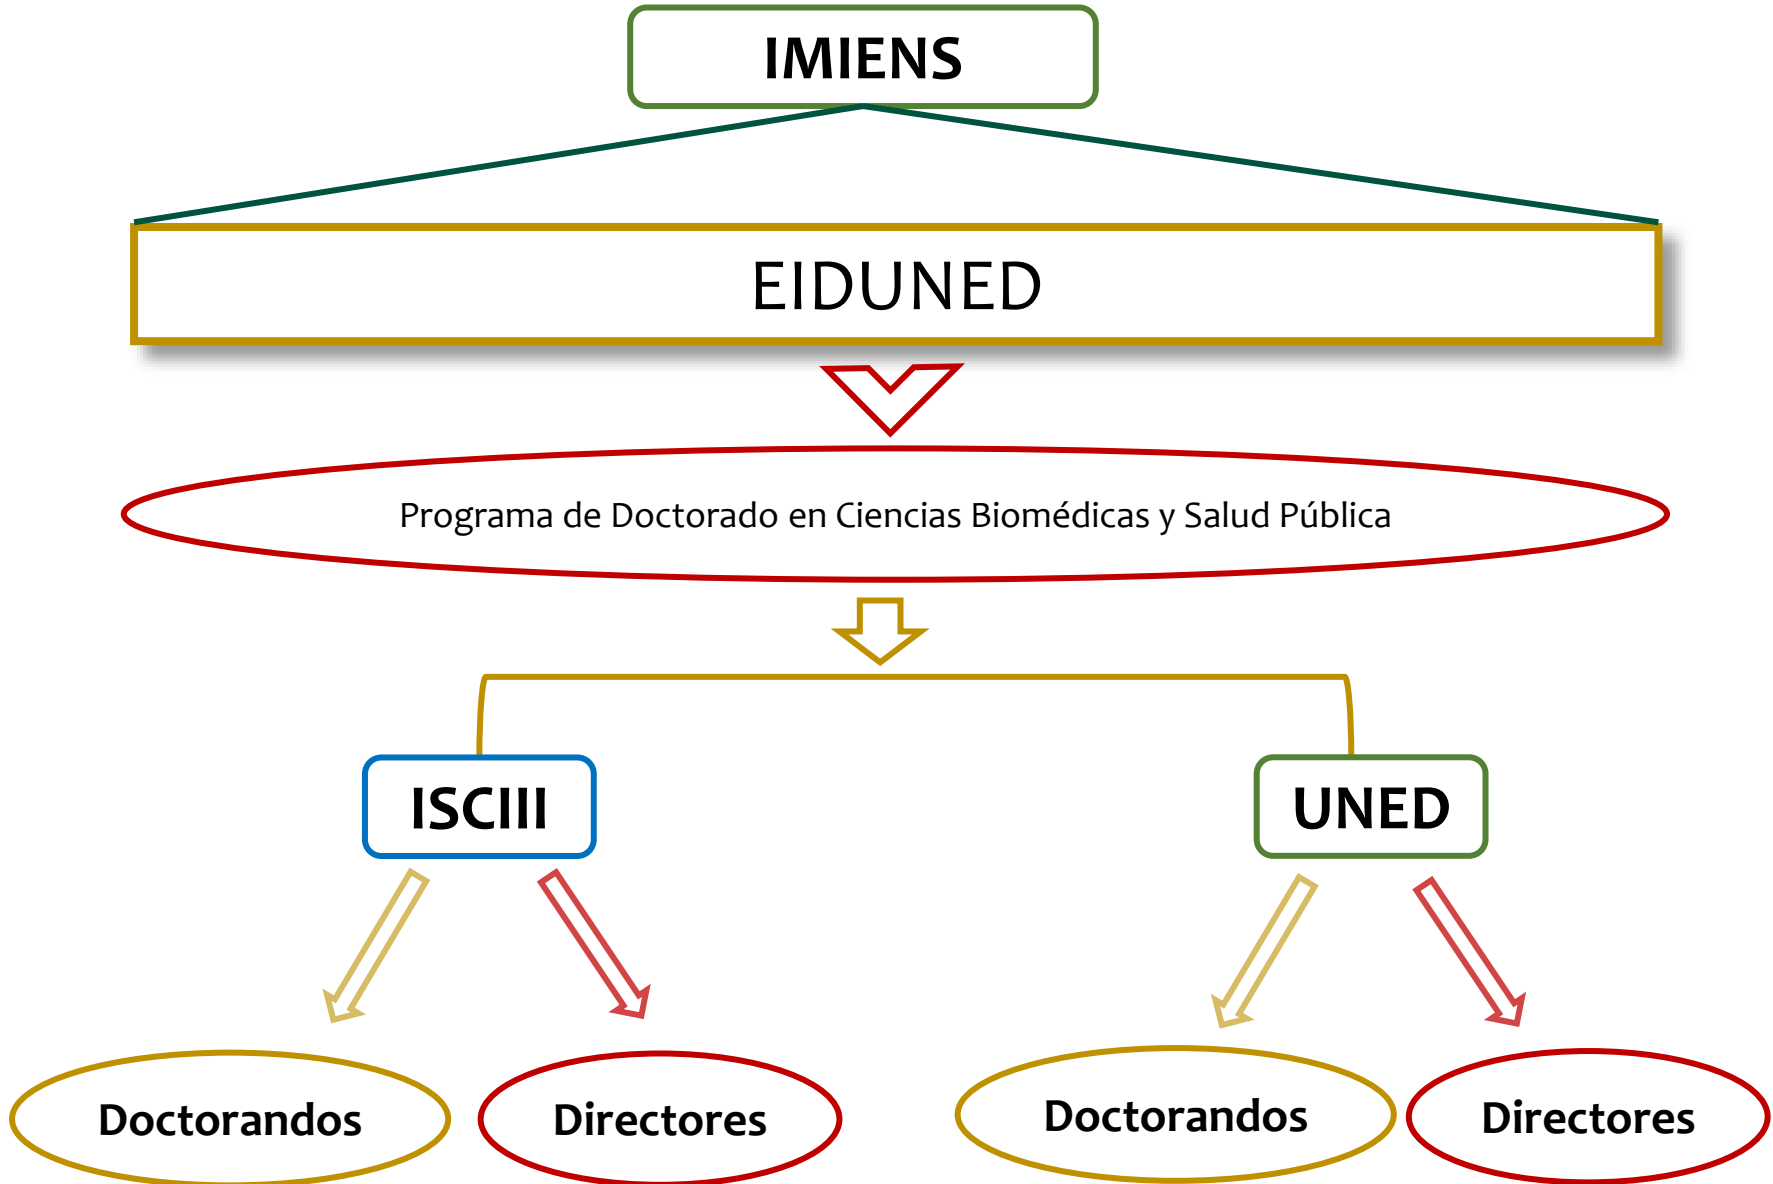 IMIENS
EIDUNED
Programa de Doctorado en Ciencias Biomédicas y Salud Pública
ISCIII
UNED
Doctorandos
Directores
Doctorandos
Directores